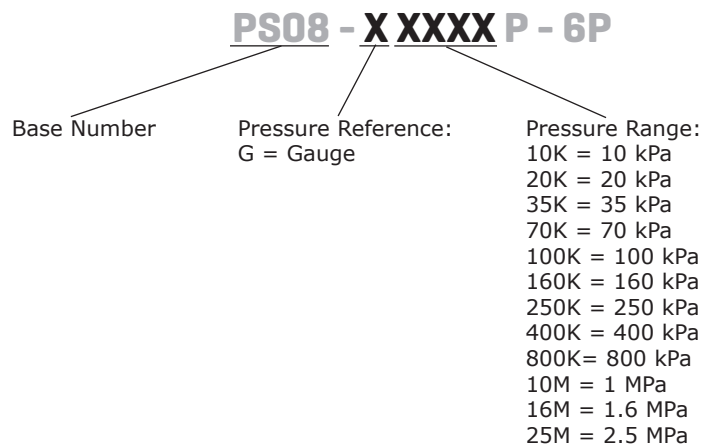 PS08 - X XXXX P - 6P
Base Number
Pressure Reference:
G = Gauge
Pressure Range:
10K = 10 kPa
20K = 20 kPa
35K = 35 kPa
70K = 70 kPa
100K = 100 kPa
160K = 160 kPa
250K = 250 kPa
400K = 400 kPa
800K= 800 kPa
10M = 1 MPa
16M = 1.6 MPa
25M = 2.5 MPa